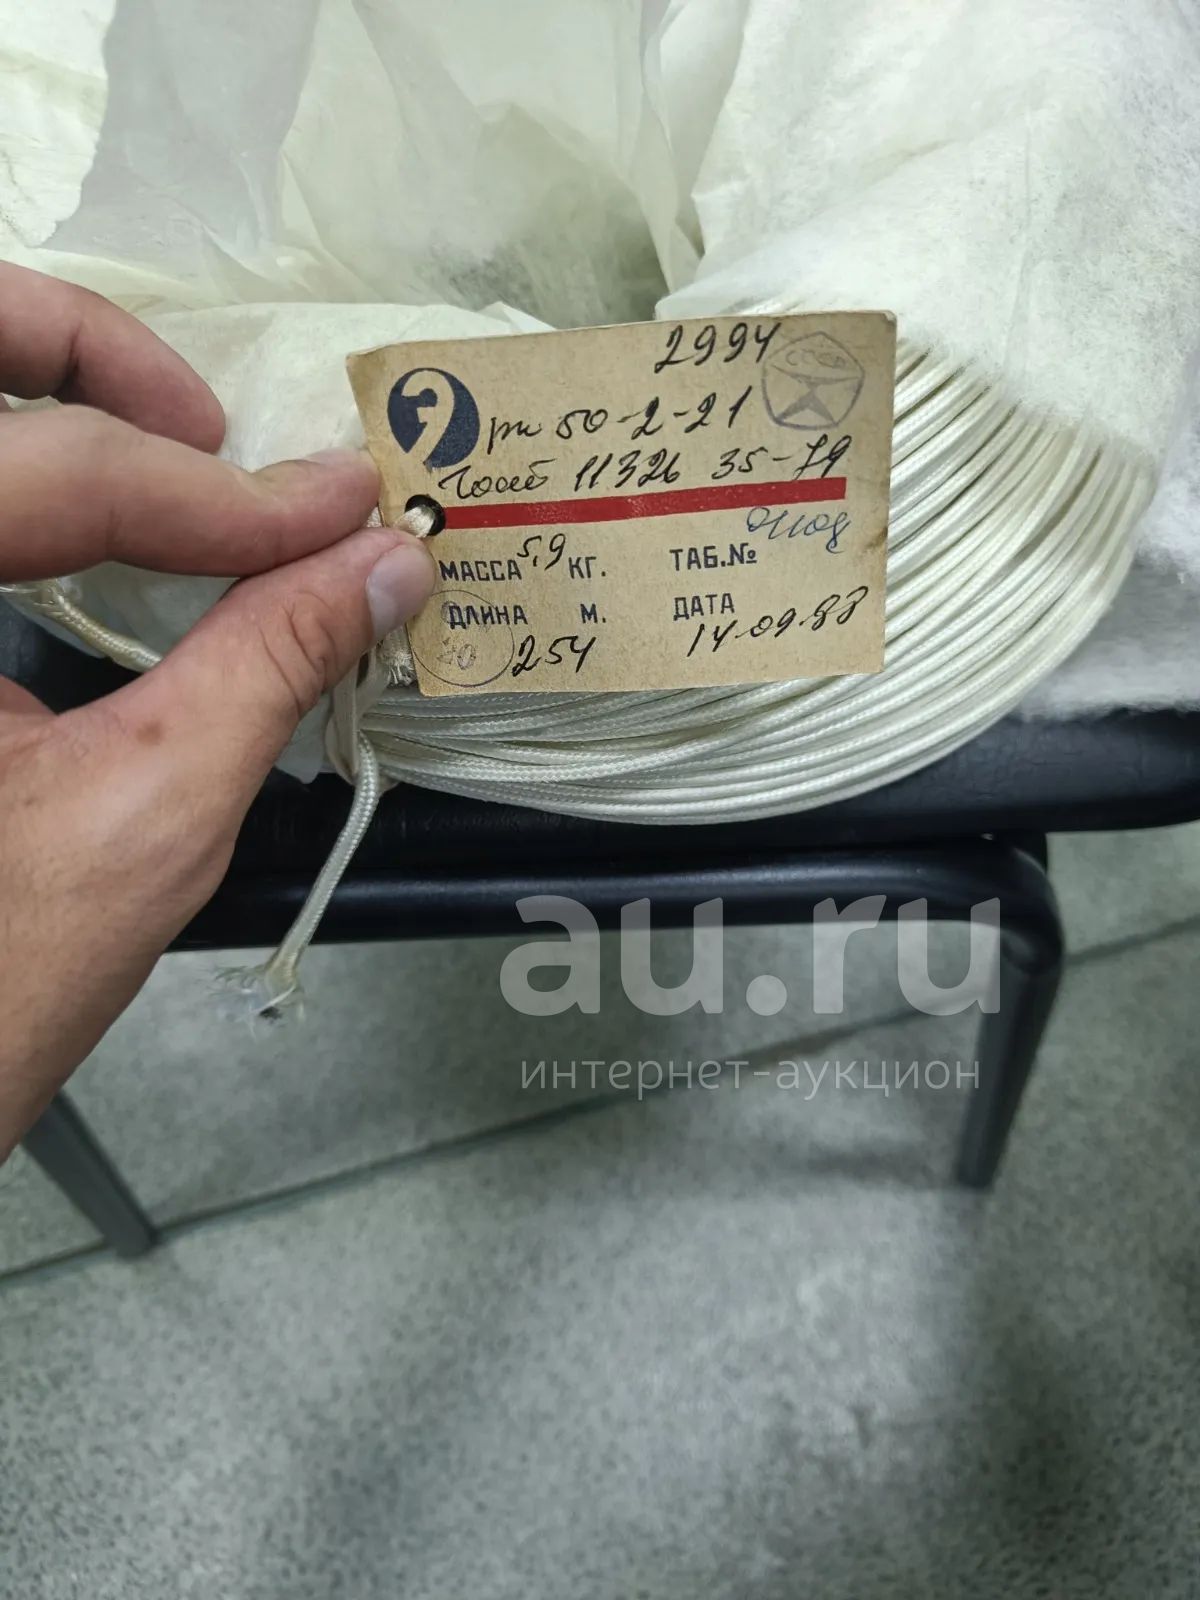 2994
СССР
рк 50-2-21
Гост 11326 35-79
МАССА 5,9 КГ. ТАБ.№
ДЛИНА М. ДАТА
254 14.09.88
au.ru
интернет-аукцион